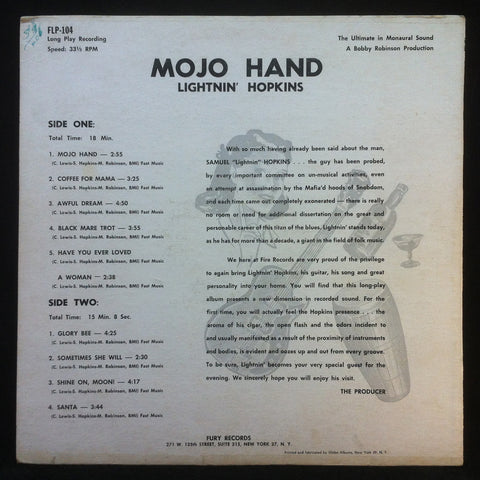 FLP-104
Long Play Recording
Speed: 33⅓ RPM
The Ultimate in Monaural Sound
A Bobby Robinson Production
MOJO HAND
LIGHTNIN' HOPKINS
SIDE ONE:
Total Time: 18 Min.
1. MOJO HAND — 2:55
(C. Lewis-S. Hopkins-M. Robinson, BMI) Fast Music
2. COFFEE FOR MAMA — 3:25
(C. Lewis-S. Hopkins-M. Robinson, BMI) Fast Music
3. AWFUL DREAM — 4:50
(C. Lewis-S. Hopkins-M. Robinson, BMI) Fast Music
4. BLACK MARE TROT — 3:55
(C. Lewis-S. Hopkins-M. Robinson, BMI) Fast Music
5. HAVE YOU EVER LOVED
A WOMAN — 2:38
(C. Lewis-S. Hopkins-M. Robinson, BMI) Fast Music
SIDE TWO:
Total Time: 15 Min. 8 Sec.
1. GLORY BEE — 4:25
(C. Lewis-S. Hopkins-M. Robinson, BMI) Fast Music
2. SOMETIMES SHE WILL — 2:30
(C. Lewis-S. Hopkins-M. Robinson, BMI) Fast Music
3. SHINE ON, MOON! — 4:17
(C. Lewis-S. Hopkins-M. Robinson, BMI) Fast Music
4. SANTA — 3:44
(C. Lewis-S. Hopkins-M. Robinson, BMI) Fast Music
With so much having already been said about the man,
SAMUEL "Lightnin" HOPKINS . . . the guy has been probed,
by every important committee on un-musical activities, even
an attempt at assassination by the Mafia'd hoods of Snobdom,
and each time came out completely exonerated — there is really
no room or need for additional dissertation on the great and
personable career of this titan of the blues. Lightnin' stands today,
as he has for more than a decade, a giant in the field of folk music.
We here at Fire Records are very proud of the privilege
to again bring Lightnin' Hopkins, his guitar, his song and great
personality into your home. You will find that this long-play
album presents a new dimension in recorded sound. For the
first time, you will actually feel the Hopkins presence . . . the
aroma of his cigar, the open flash and the odors incident to and
usually manifested as a result of the proximity of instruments
and bodies, is evident and oozes up and out from every groove.
To be sure, Lightnin' becomes your very special guest for the
evening. We sincerely hope you will enjoy his visit.
THE PRODUCER
FURY RECORDS
271 W. 125th STREET, SUITE 215, NEW YORK 27, N. Y.
Printed and fabricated by Globe Albums, New York 59, N. Y.